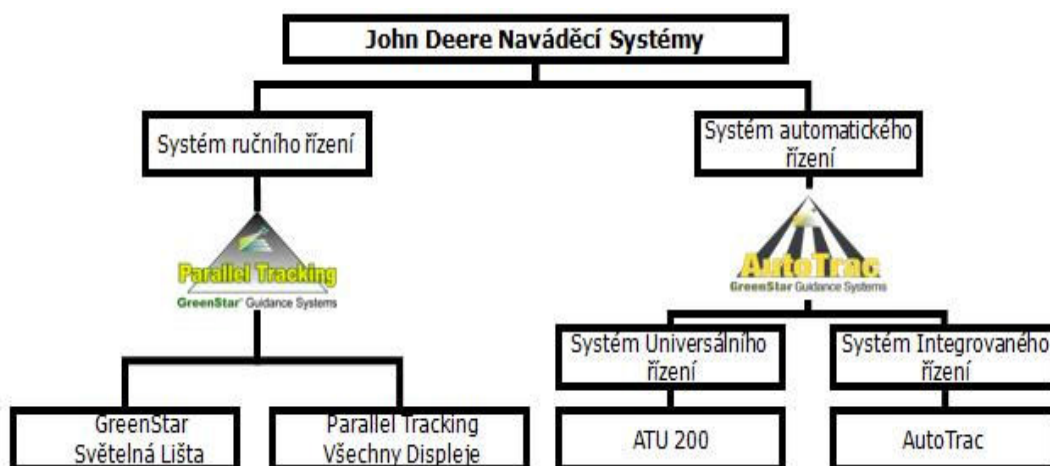 John Deere Naváděcí Systémy
Systém ručního řízení
Systém automatického
řízení
Parallel Tracking
GreenStar™ Guidance Systems
AutoTrac
GreenStar Guidance Systems
Systém Universálního
řízení
Systém Integrovaného
řízení
GreenStar
Světelná Lišta
Parallel Tracking
Všechny Displeje
ATU 200
AutoTrac